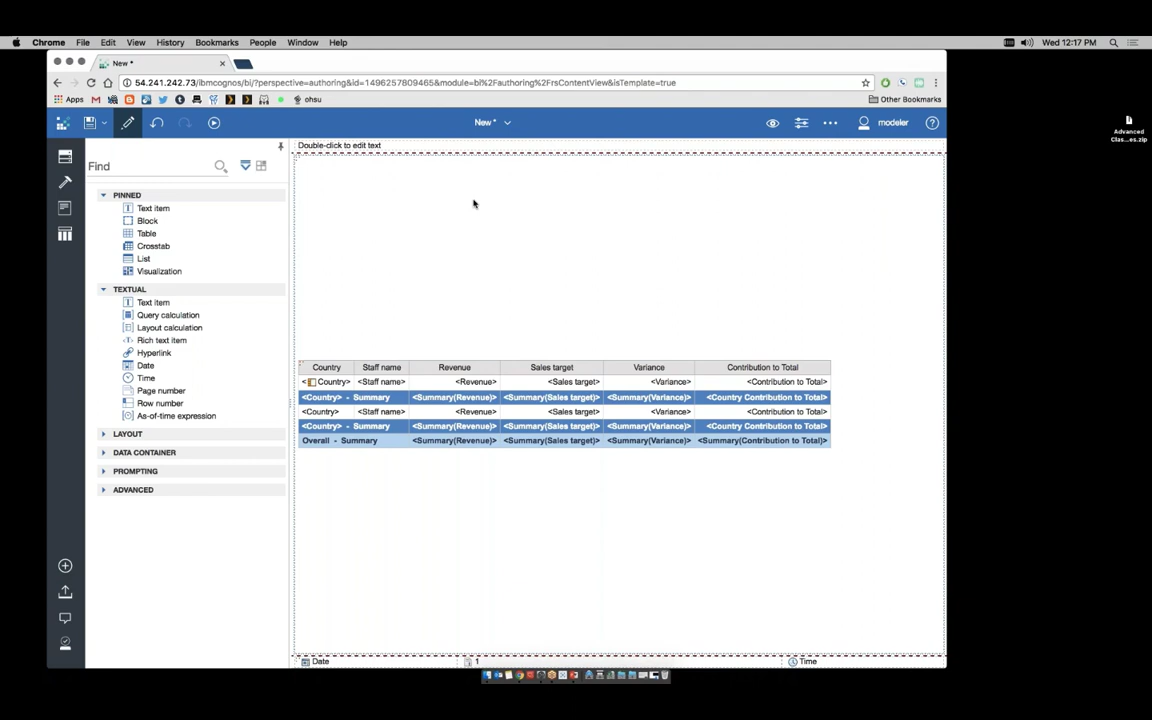 Chrome File Edit View History Bookmarks People Window Help Wed 12:17 PM
New *
54.241.242.73/ibmcognos/bi/?perspective=authoring&id=1496257809465&module=bi%2Fauthoring%2FrsContentView&isTemplate=true
Apps ohsu Other Bookmarks
New * modeler
Advanced
Clas...es.zip
Double-click to edit text
Find
PINNED
Text item
Block
Table
Crosstab
List
Visualization
TEXTUAL
Text item
Query calculation
Layout calculation
Rich text item
Hyperlink
Date
Time
Page number
Row number
As-of-time expression
LAYOUT
DATA CONTAINER
PROMPTING
ADVANCED
Country Staff name Revenue Sales target Variance Contribution to Total
< Country> <Staff name> <Revenue> <Sales target> <Variance> <Contribution to Total>
<Country> - Summary <Summary(Revenue)> <Summary(Sales target)> <Summary(Variance)> <Country Contribution to Total>
<Country> <Staff name> <Revenue> <Sales target> <Variance> <Contribution to Total>
<Country> - Summary <Summary(Revenue)> <Summary(Sales target)> <Summary(Variance)> <Country Contribution to Total>
Overall - Summary <Summary(Revenue)> <Summary(Sales target)> <Summary(Variance)> <Summary(Contribution to Total)>
Date 1 Time